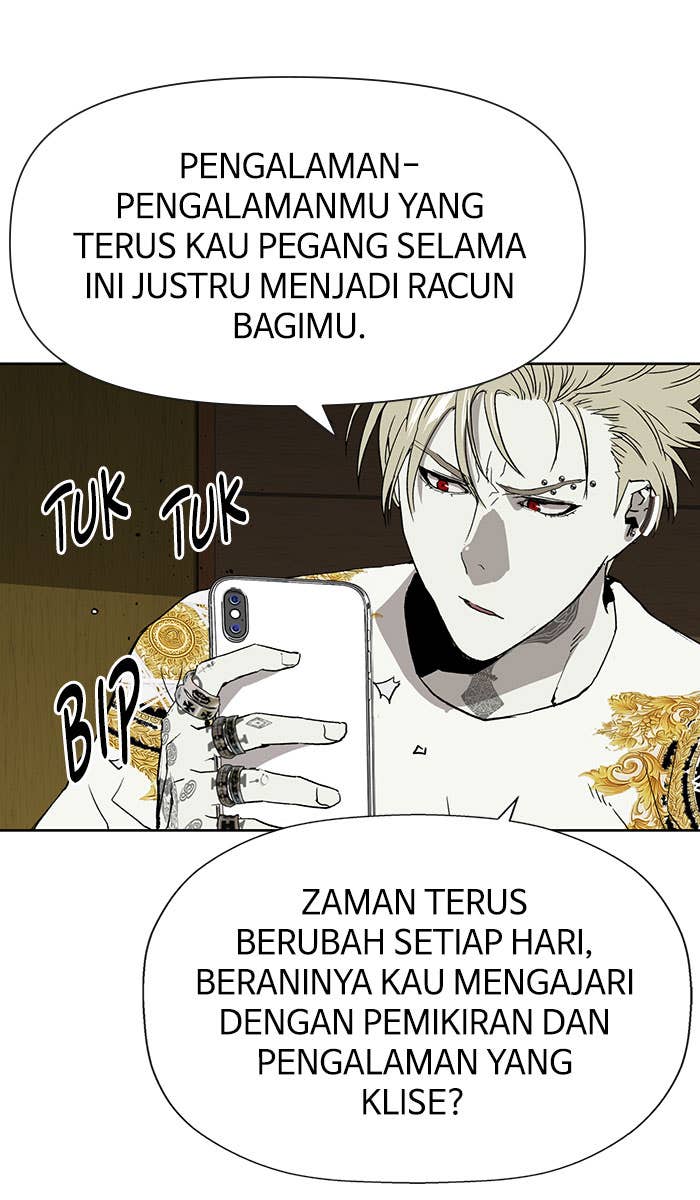 PENGALAMAN-
PENGALAMANMU YANG
TERUS KAU PEGANG SELAMA
INI JUSTRU MENJADI RACUN
BAGIMU.
TUK
TUK
BIP
ZAMAN TERUS
BERUBAH SETIAP HARI,
BERANINYA KAU MENGAJARI
DENGAN PEMIKIRAN DAN
PENGALAMAN YANG
KLISE?